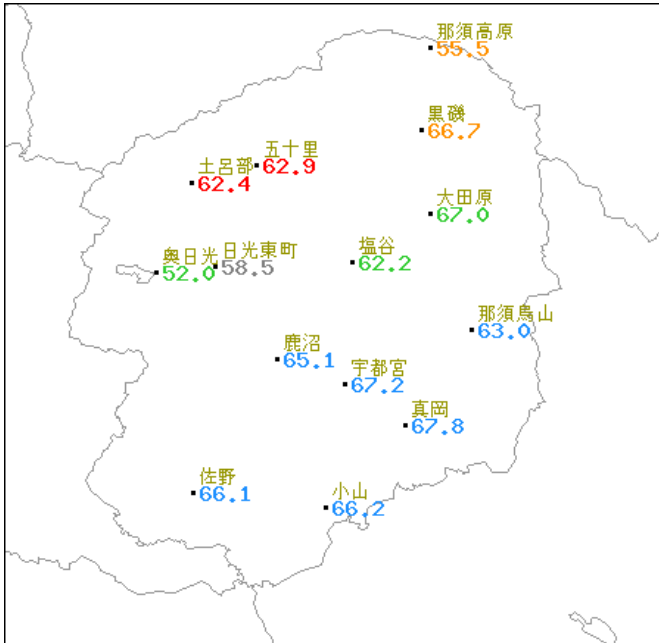 那須高原
55.5
黒磯
66.7
五十里
62.9
土呂部
62.4
大田原
67.0
塩谷
62.2
日光東町
58.5
奥日光
52.0
那須烏山
63.0
鹿沼
65.1
宇都宮
67.2
真岡
67.8
佐野
66.1
小山
66.2